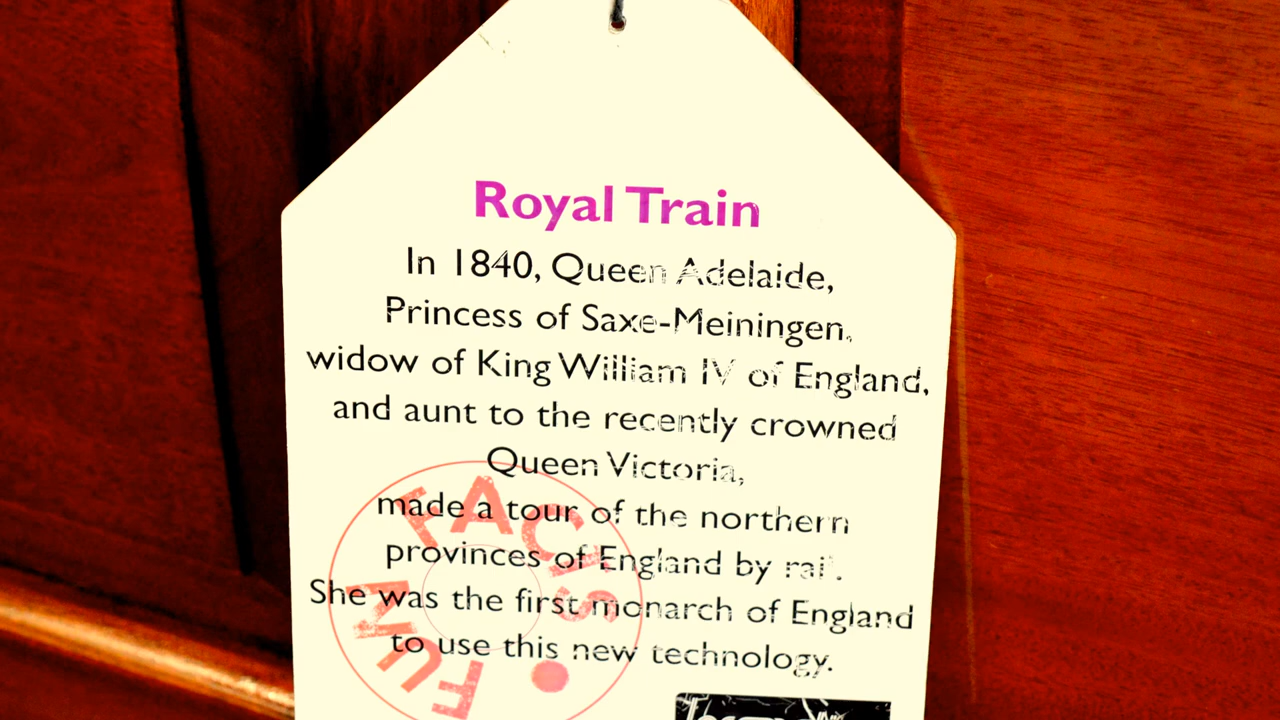 Royal Train
In 1840, Queen Adelaide,
Princess of Saxe-Meiningen,
widow of King William IV of England,
and aunt to the recently crowned
Queen Victoria,
made a tour of the northern
provinces of England by rail.
She was the first monarch of England
to use this new technology.
FUN FACTS